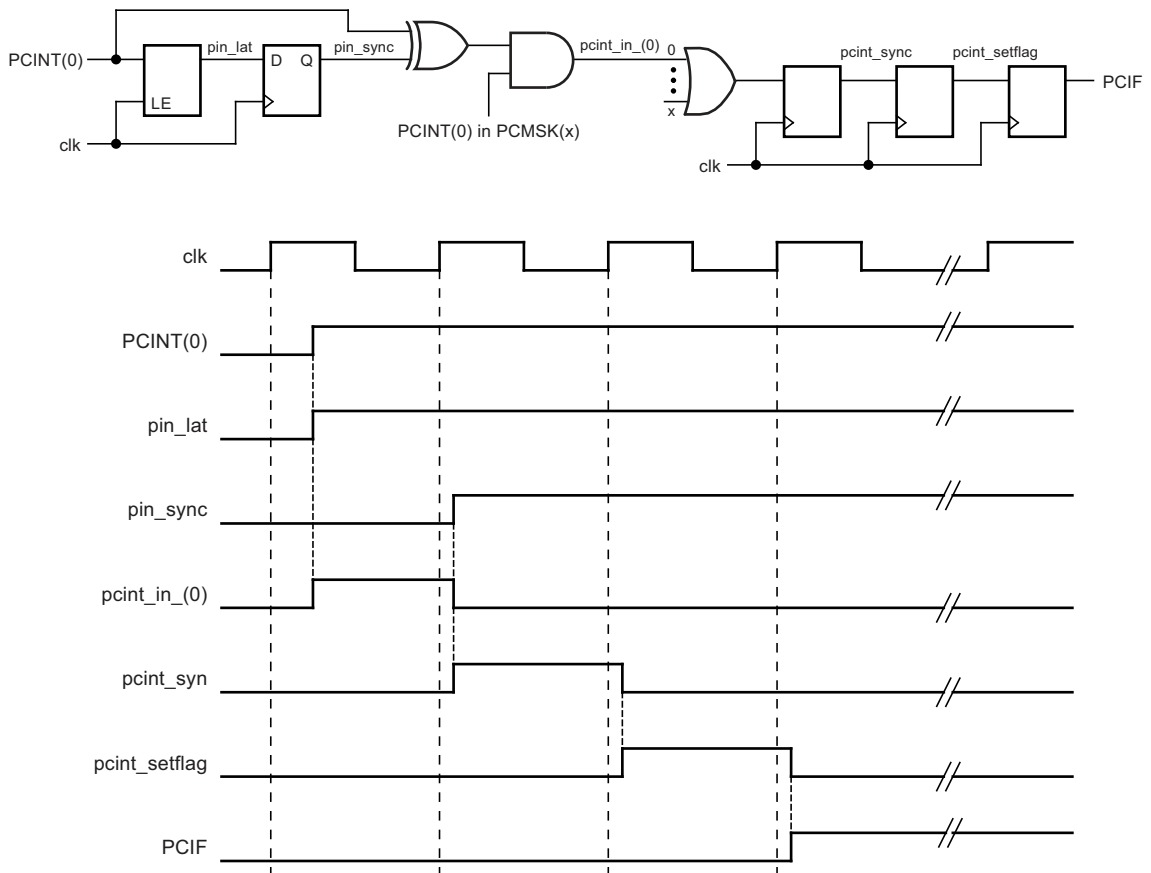 PCINT(0)
pin_lat
pin_sync
D Q
LE
clk
pcint_in_(0)
0
x
PCINT(0) in PCMSK(x)
pcint_sync
pcint_setflag
PCIF
clk
clk
PCINT(0)
pin_lat
pin_sync
pcint_in_(0)
pcint_syn
pcint_setflag
PCIF